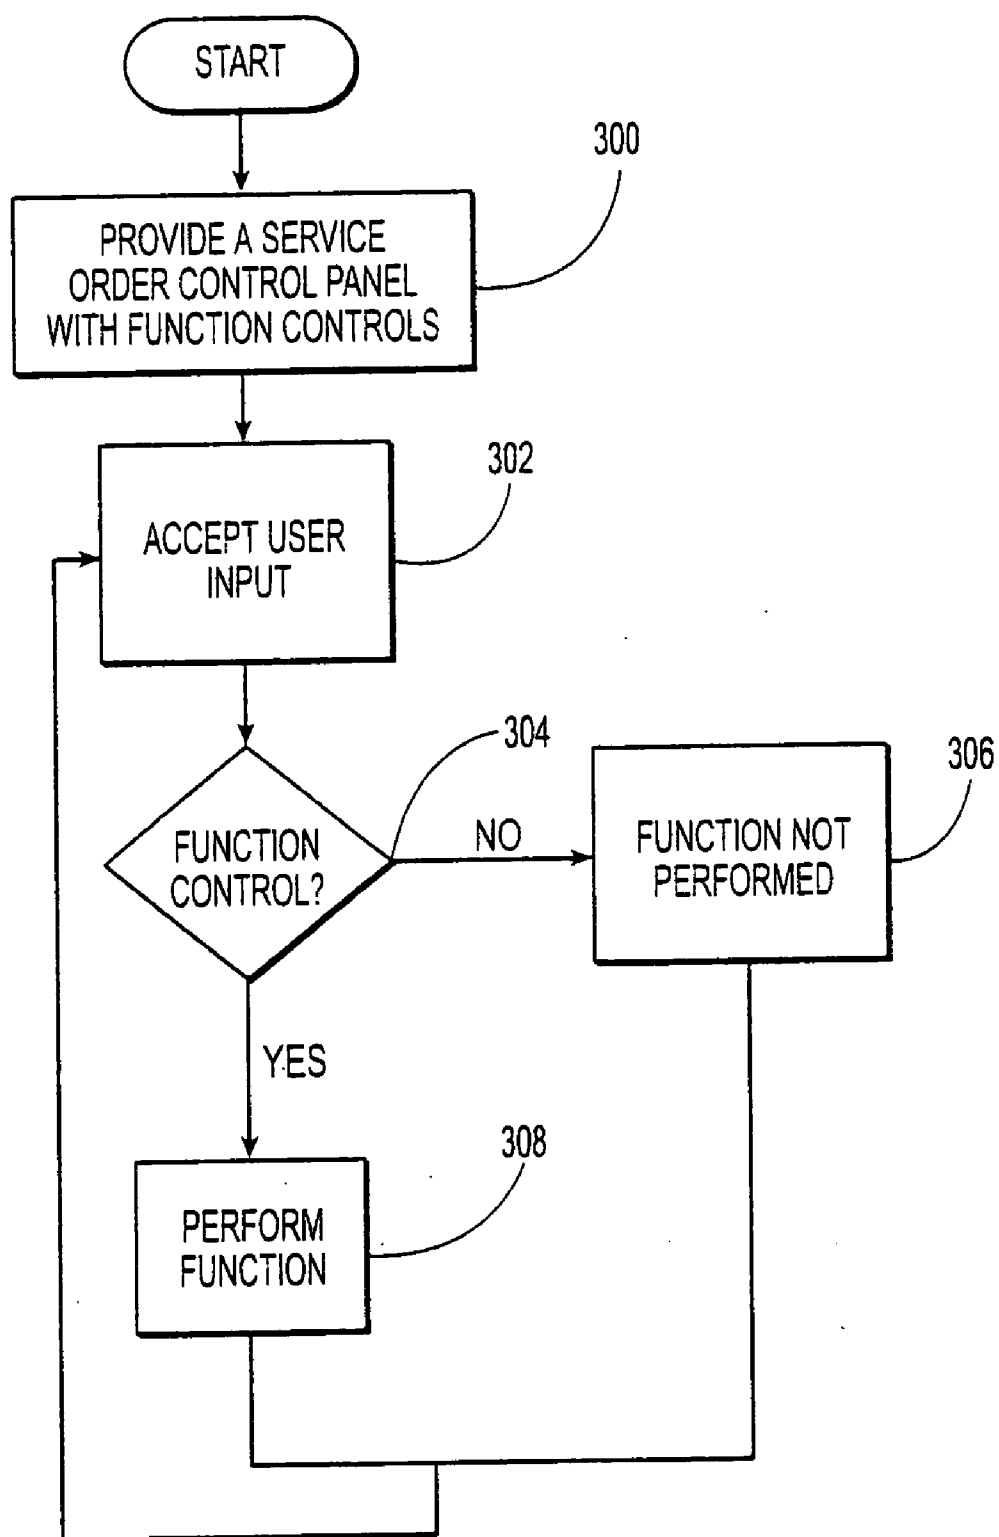 START
300
PROVIDE A SERVICE
ORDER CONTROL PANEL
WITH FUNCTION CONTROLS
302
ACCEPT USER
INPUT
304
306
FUNCTION
CONTROL?
NO
FUNCTION NOT
PERFORMED
YES
308
PERFORM
FUNCTION